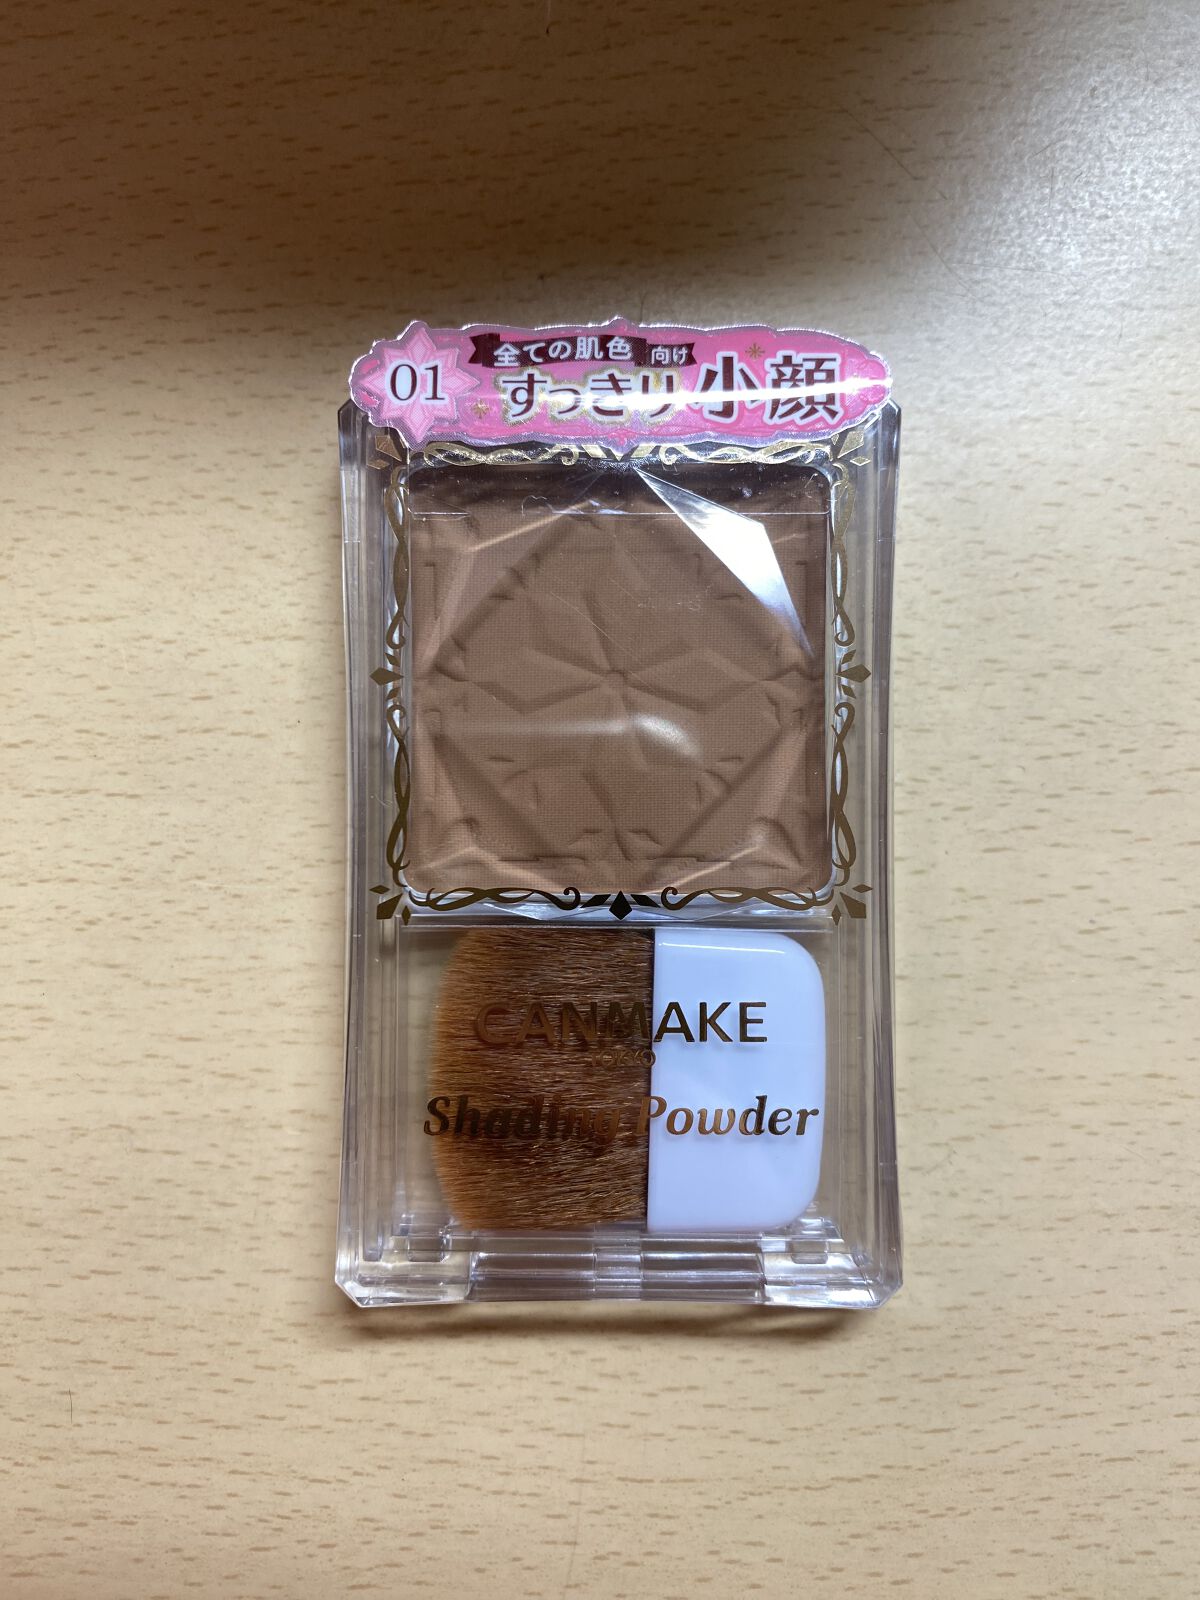 01
全ての肌色 向け
すっきり小顔
CANMAKE
TOKYO
Shading Powder